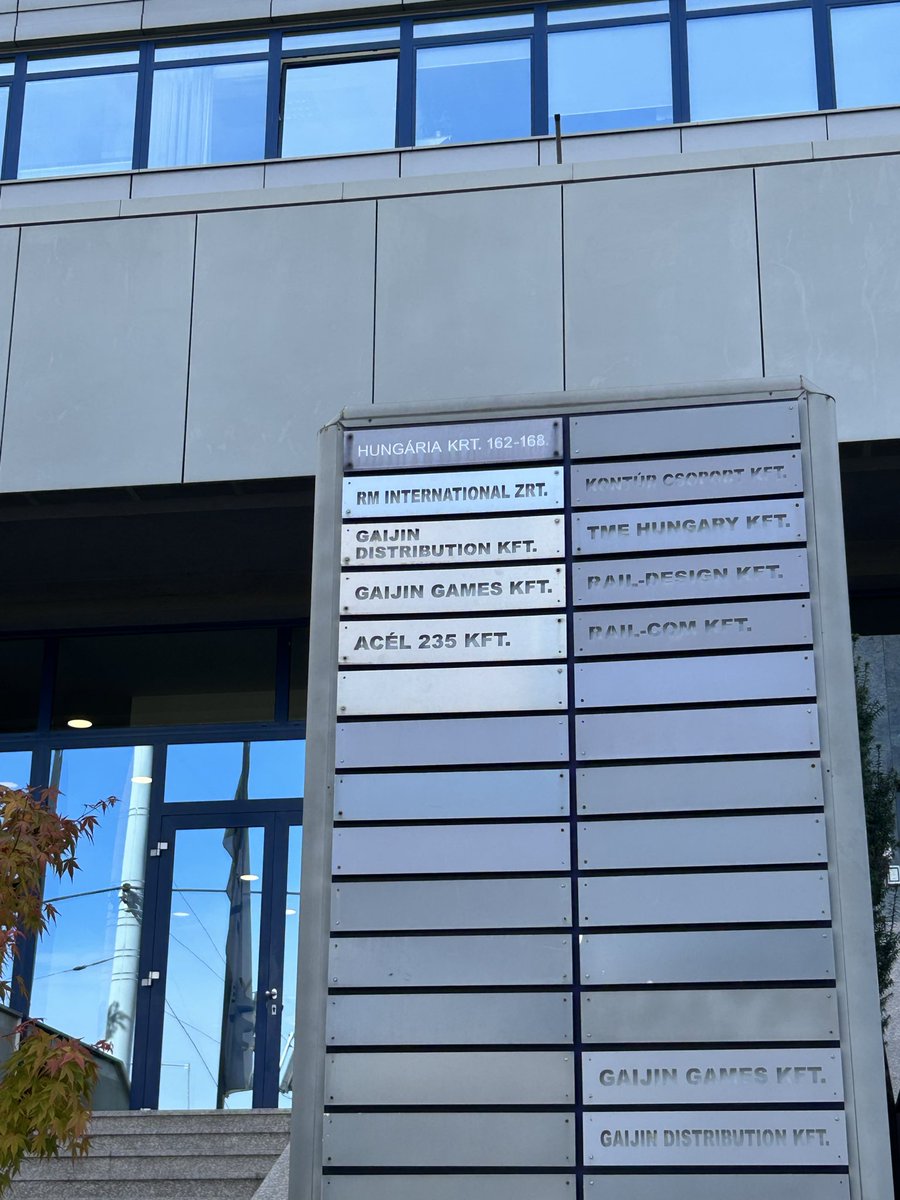 HUNGÁRIA KRT. 162-168.
RM INTERNATIONAL ZRT.
GAIJIN
DISTRIBUTION KFT.
GAIJIN GAMES KFT.
ACÉL 235 KFT.
KONTÚR CSOPORT KFT.
TME HUNGARY KFT.
RAIL-DESIGN KFT.
RAIL-COM KFT.
GAIJIN GAMES KFT.
GAIJIN DISTRIBUTION KFT.